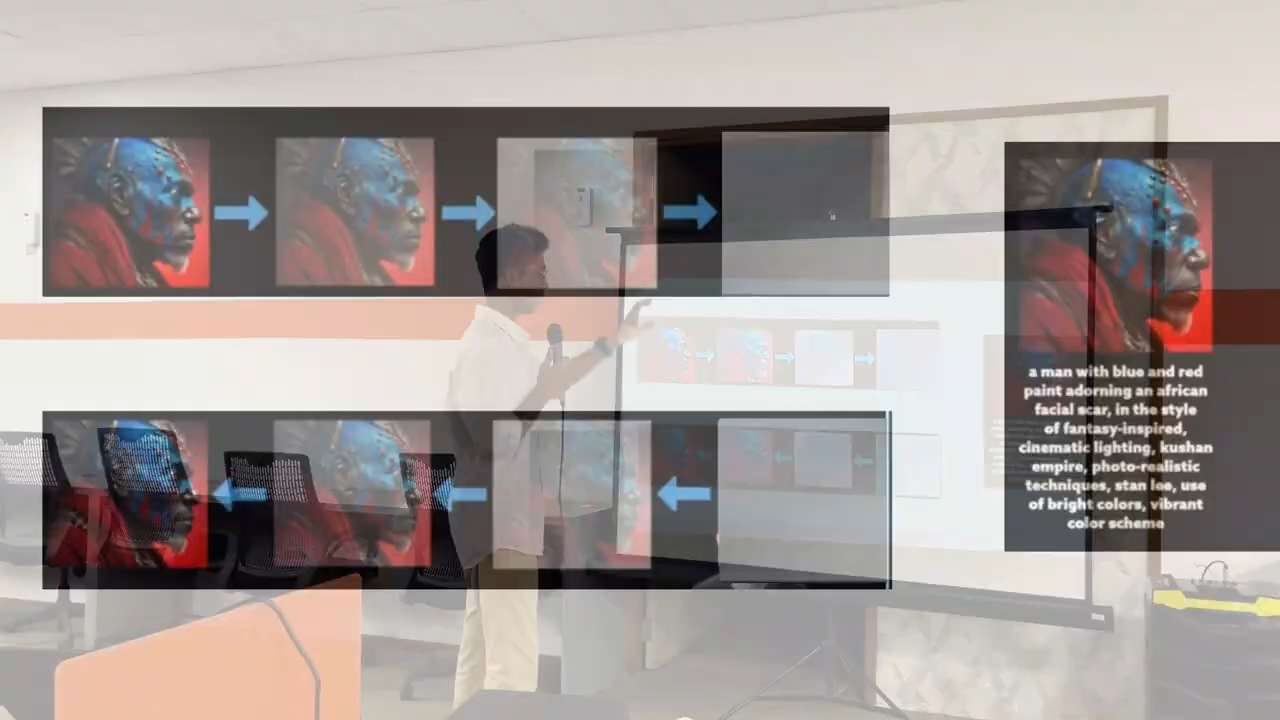 a man with blue and red
paint adorning an african
facial scar, in the style
of fantasy-inspired,
cinematic lighting, kushan
empire, photo-realistic
techniques, stan lee, use
of bright colors, vibrant
color scheme